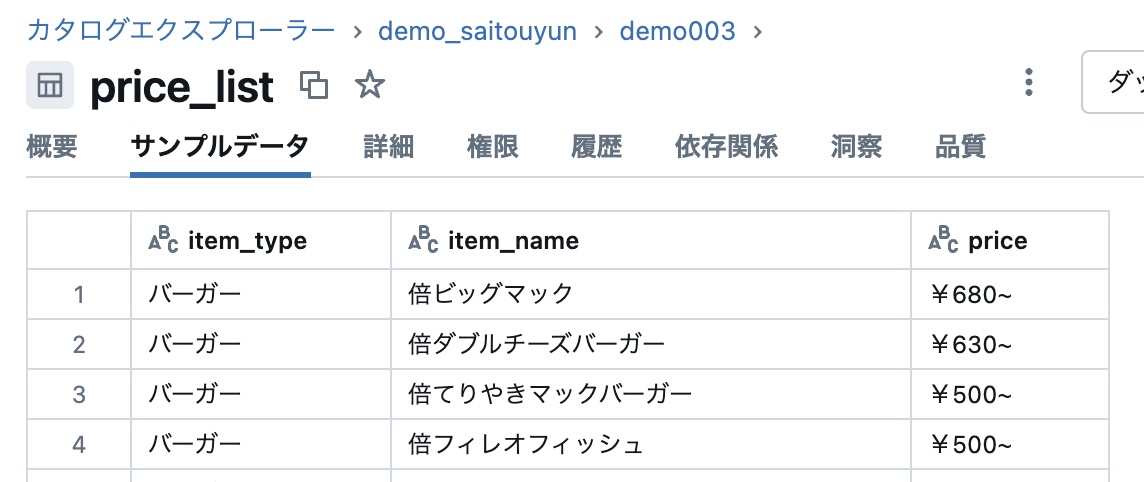 カタログエクスプローラー › demo_saitouyun › demo003 ›
price_list
概要 サンプルデータ 詳細 権限 履歴 依存関係 洞察 品質
ABC item_type ABC item_name ABC price
1 バーガー 倍ビッグマック ¥680~
2 バーガー 倍ダブルチーズバーガー ¥630~
3 バーガー 倍てりやきマックバーガー ¥500~
4 バーガー 倍フィレオフィッシュ ¥500~